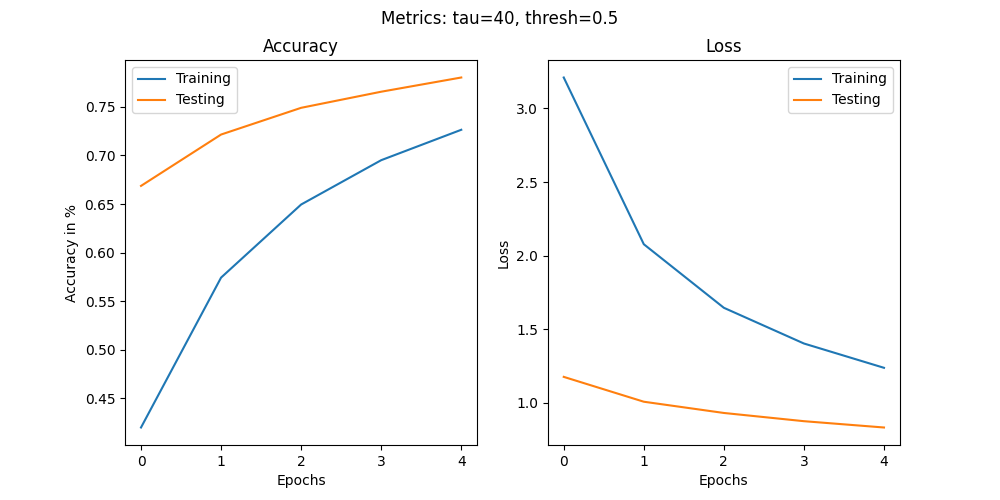 Metrics: tau=40, thresh=0.5
Accuracy
Training
Testing
0.75
0.70
0.65
0.60
0.55
0.50
0.45
Accuracy in %
0 1 2 3 4
Epochs
Loss
Training
Testing
3.0
2.5
2.0
1.5
1.0
Loss
0 1 2 3 4
Epochs